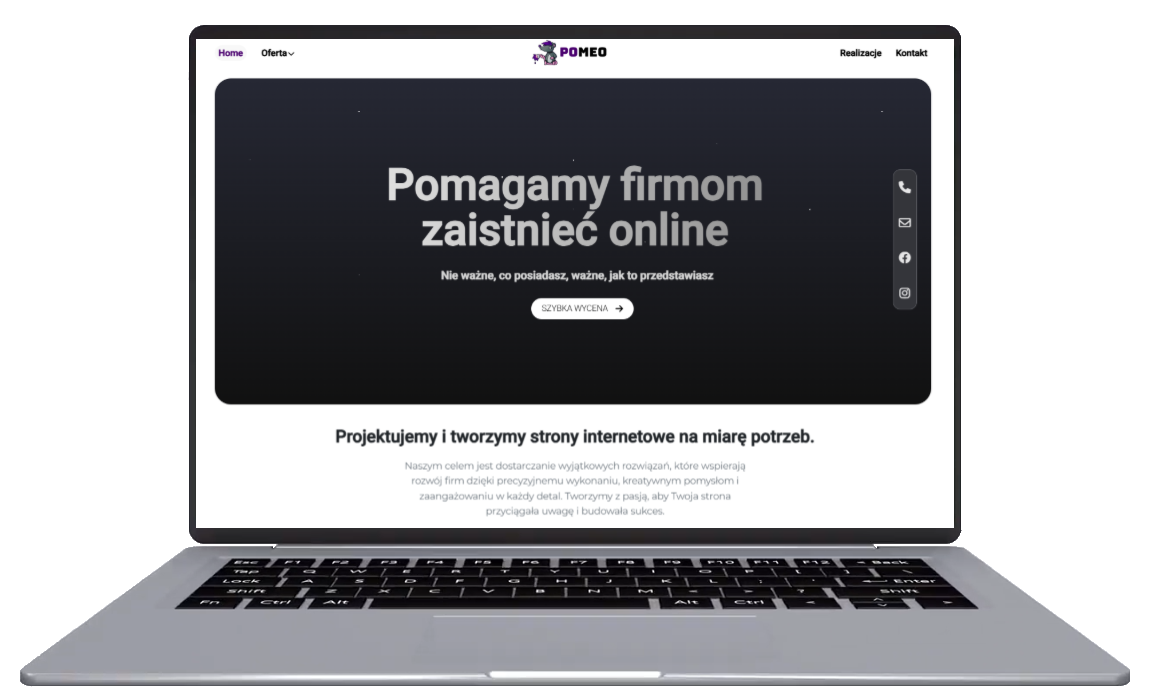 Home Oferta POMEO Realizacje Kontakt
Pomagamy firmom
zaistnieć online
Nie ważne, co posiadasz, ważne, jak to przedstawiasz
SZYBKA WYCENA
Projektujemy i tworzymy strony internetowe na miarę potrzeb.
Naszym celem jest dostarczanie wyjątkowych rozwiązań, które wspierają
rozwój firm dzięki precyzyjnemu wykonaniu, kreatywnym pomysłom i
zaangażowaniu w każdy detal. Tworzymy z pasją, aby Twoja strona
przyciągała uwagę i budowała sukces.
Esc F1 F2 F3 F4 F5 F6 F7 F8 F9 F10 F11 F12 < Back
Tap Q W E R T Y U I O P [ ] \
Lock A S D F G H J K L ; ' Enter
Shift Z X C V B N M < > ? Shift
Fn Ctrl Alt Alt Ctrl < >